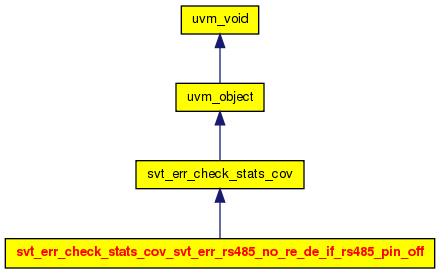 uvm_void
uvm_object
svt_err_check_stats_cov
svt_err_check_stats_cov_svt_err_rs485_no_re_de_if_rs485_pin_off